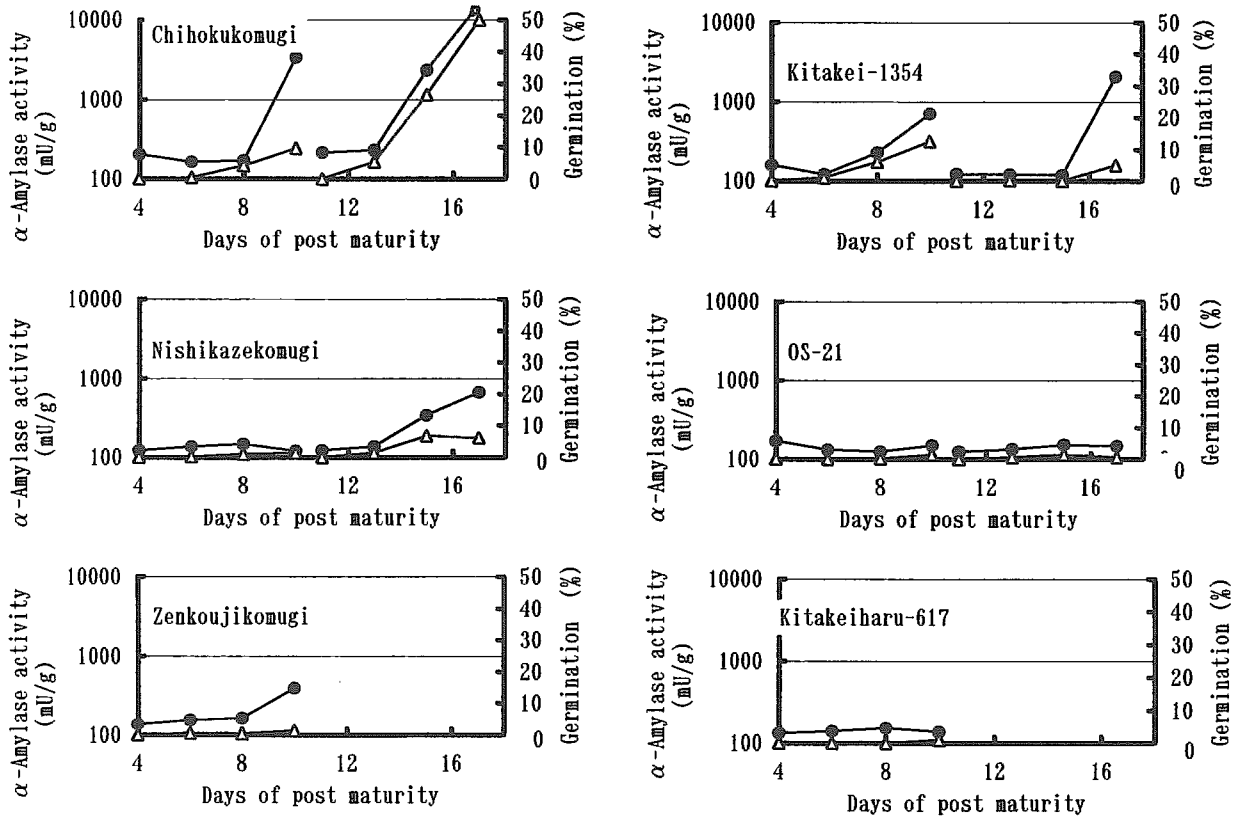 10000
1000
100
α-Amylase activity
(mU/g)
Chihokukomugi
50
40
30
20
10
0
Germination (%)
4
8
12
16
Days of post maturity
10000
1000
100
α-Amylase activity
(mU/g)
Kitakei-1354
50
40
30
20
10
0
Germination (%)
4
8
12
16
Days of post maturity
10000
1000
100
α-Amylase activity
(mU/g)
Nishikazekomugi
50
40
30
20
10
0
Germination (%)
4
8
12
16
Days of post maturity
10000
1000
100
α-Amylase activity
(mU/g)
OS-21
50
40
30
20
10
0
Germination (%)
4
8
12
16
Days of post maturity
10000
1000
100
α-Amylase activity
(mU/g)
Zenkoujikomugi
50
40
30
20
10
0
Germination (%)
4
8
12
16
Days of post maturity
10000
1000
100
α-Amylase activity
(mU/g)
Kitakeiharu-617
50
40
30
20
10
0
Germination (%)
4
8
12
16
Days of post maturity